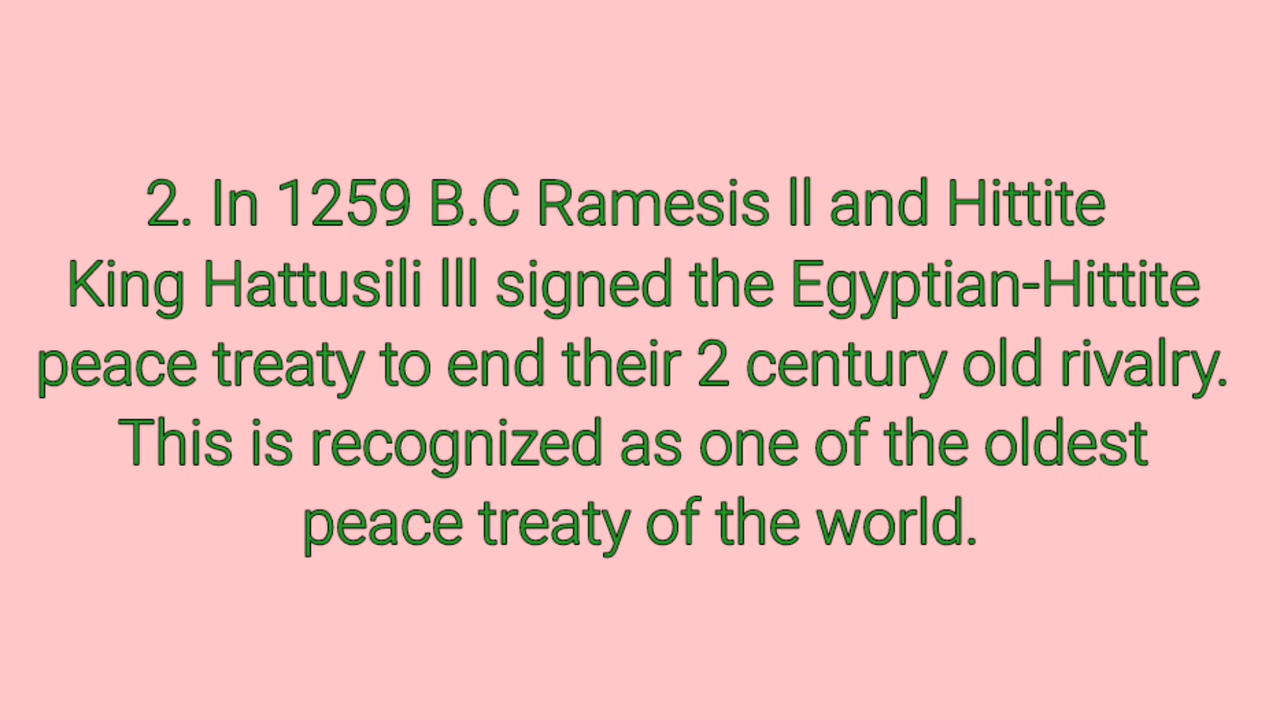 2. In 1259 B.C Ramesis ll and Hittite
King Hattusili lll signed the Egyptian-Hittite
peace treaty to end their 2 century old rivalry.
This is recognized as one of the oldest
peace treaty of the world.